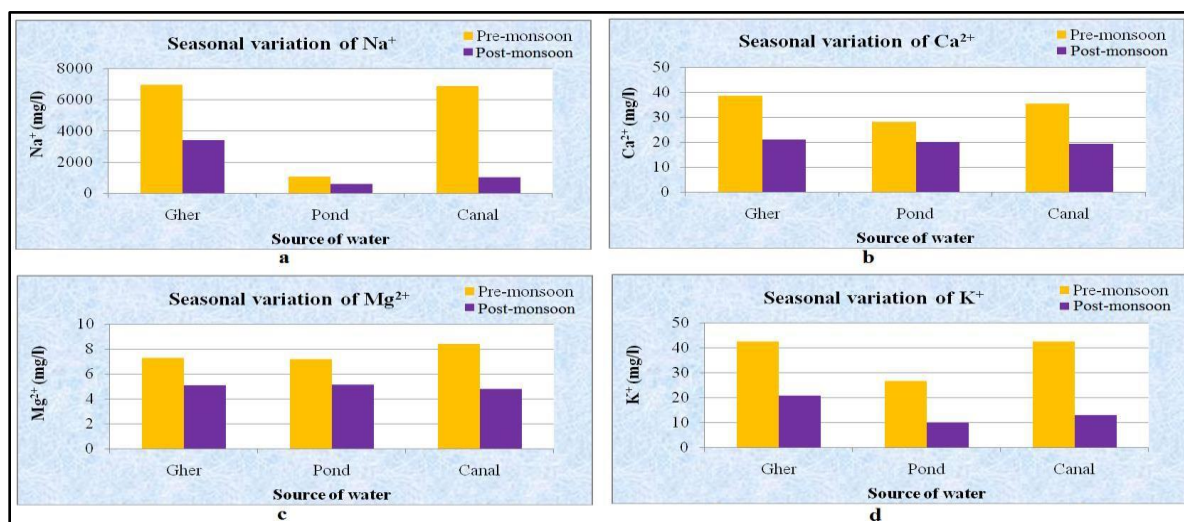 Seasonal variation of Na⁺
Pre-monsoon
Post-monsoon
Na⁺ (mg/l)
8000
6000
4000
2000
0
Gher Pond Canal
Source of water
a
Seasonal variation of Ca²⁺
Pre-monsoon
Post-monsoon
Ca²⁺ (mg/l)
50
40
30
20
10
0
Gher Pond Canal
Source of water
b
Seasonal variation of Mg²⁺
Pre-monsoon
Post-monsoon
Mg²⁺ (mg/l)
10
8
6
4
2
0
Gher Pond Canal
Source of water
c
Seasonal variation of K⁺
Pre-monsoon
Post-monsoon
K⁺ (mg/l)
50
40
30
20
10
0
Gher Pond Canal
Source of water
d